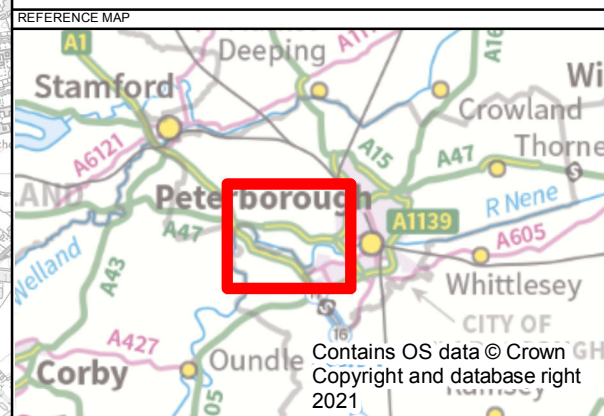 REFERENCE MAP
A1
Deeping
A16
Stamford
Crowland
Thorne
A6121
A15
A47
Peterborough
R Nene
A1139
A47
A605
Welland
A43
Whittlesey
CITY OF
16
A427
Oundle
Corby
Contains OS data © Crown
Copyright and database right
2021